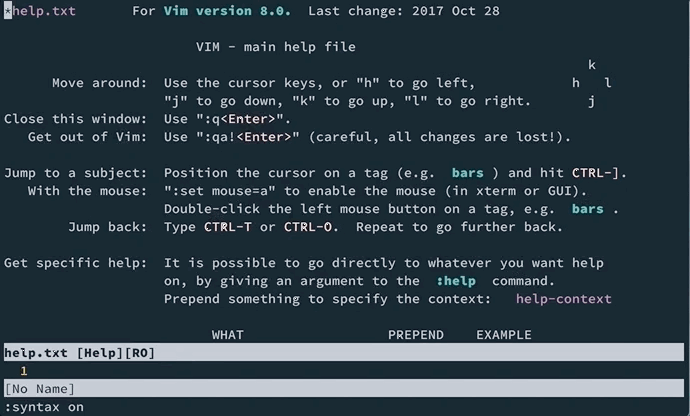 *help.txt For Vim version 8.0. Last change: 2017 Oct 28
VIM - main help file
k
Move around: Use the cursor keys, or "h" to go left, h l
"j" to go down, "k" to go up, "l" to go right. j
Close this window: Use ":q<Enter>".
Get out of Vim: Use ":qa!<Enter>" (careful, all changes are lost!).
Jump to a subject: Position the cursor on a tag (e.g. bars ) and hit CTRL-].
With the mouse: ":set mouse=a" to enable the mouse (in xterm or GUI).
Double-click the left mouse button on a tag, e.g. bars .
Jump back: Type CTRL-T or CTRL-O. Repeat to go further back.
Get specific help: It is possible to go directly to whatever you want help
on, by giving an argument to the :help command.
Prepend something to specify the context: help-context
WHAT PREPEND EXAMPLE
help.txt [Help][RO]
1
[No Name]
:syntax on